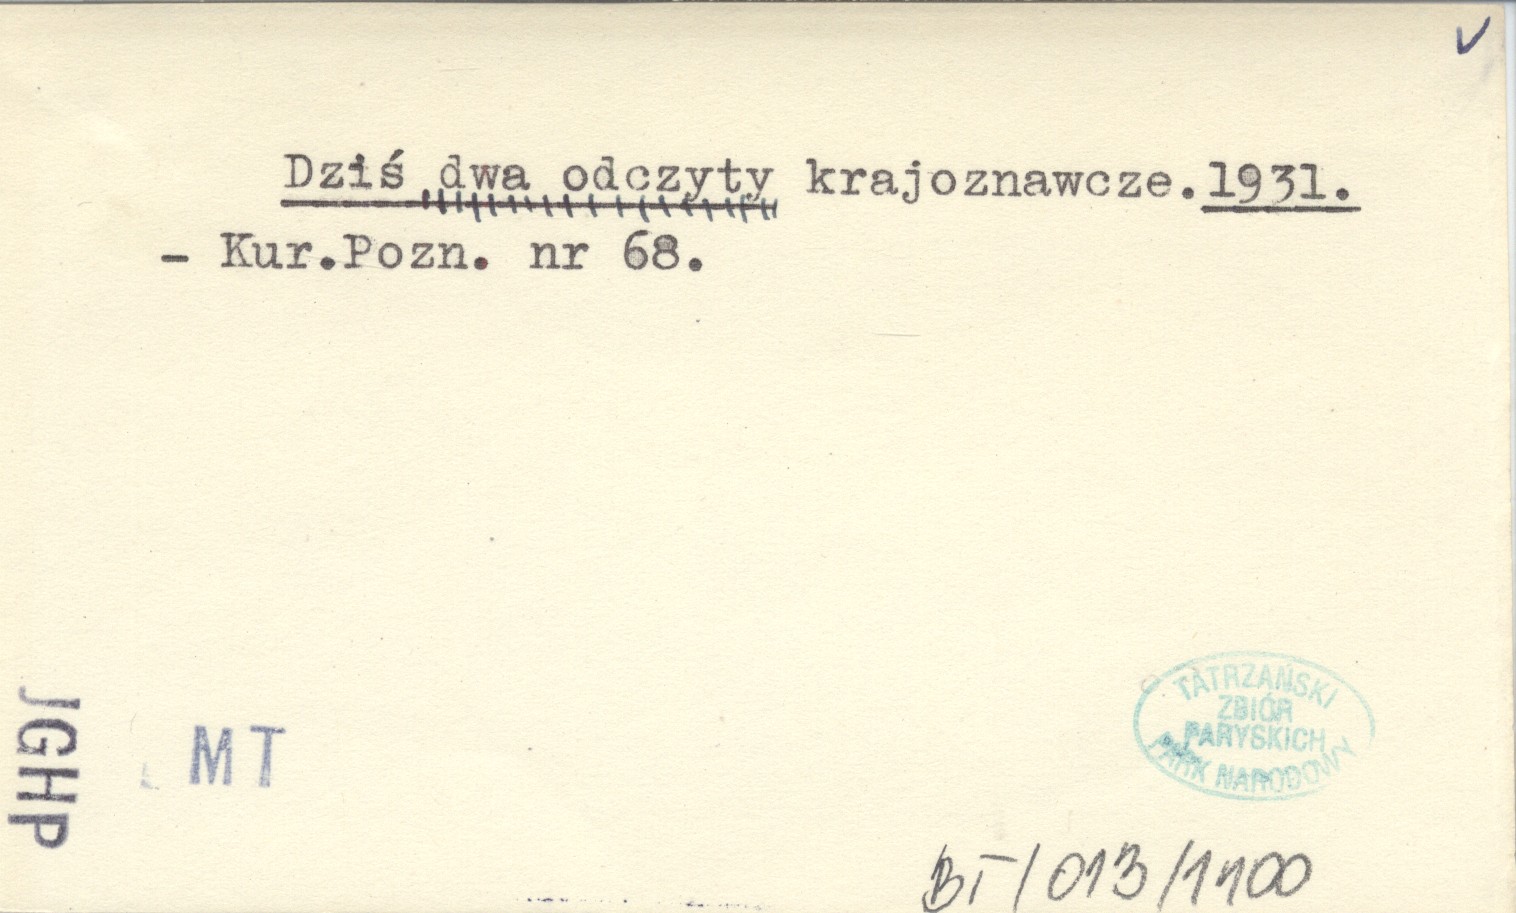 Dziś dwa odczyty krajoznawcze.1931.
- Kur.Pozn. nr 68.
JGHP
MT
TATRZAŃSKI
ZBIÓR
PARYSKICH
PARK NARODOWY
BT/013/1100